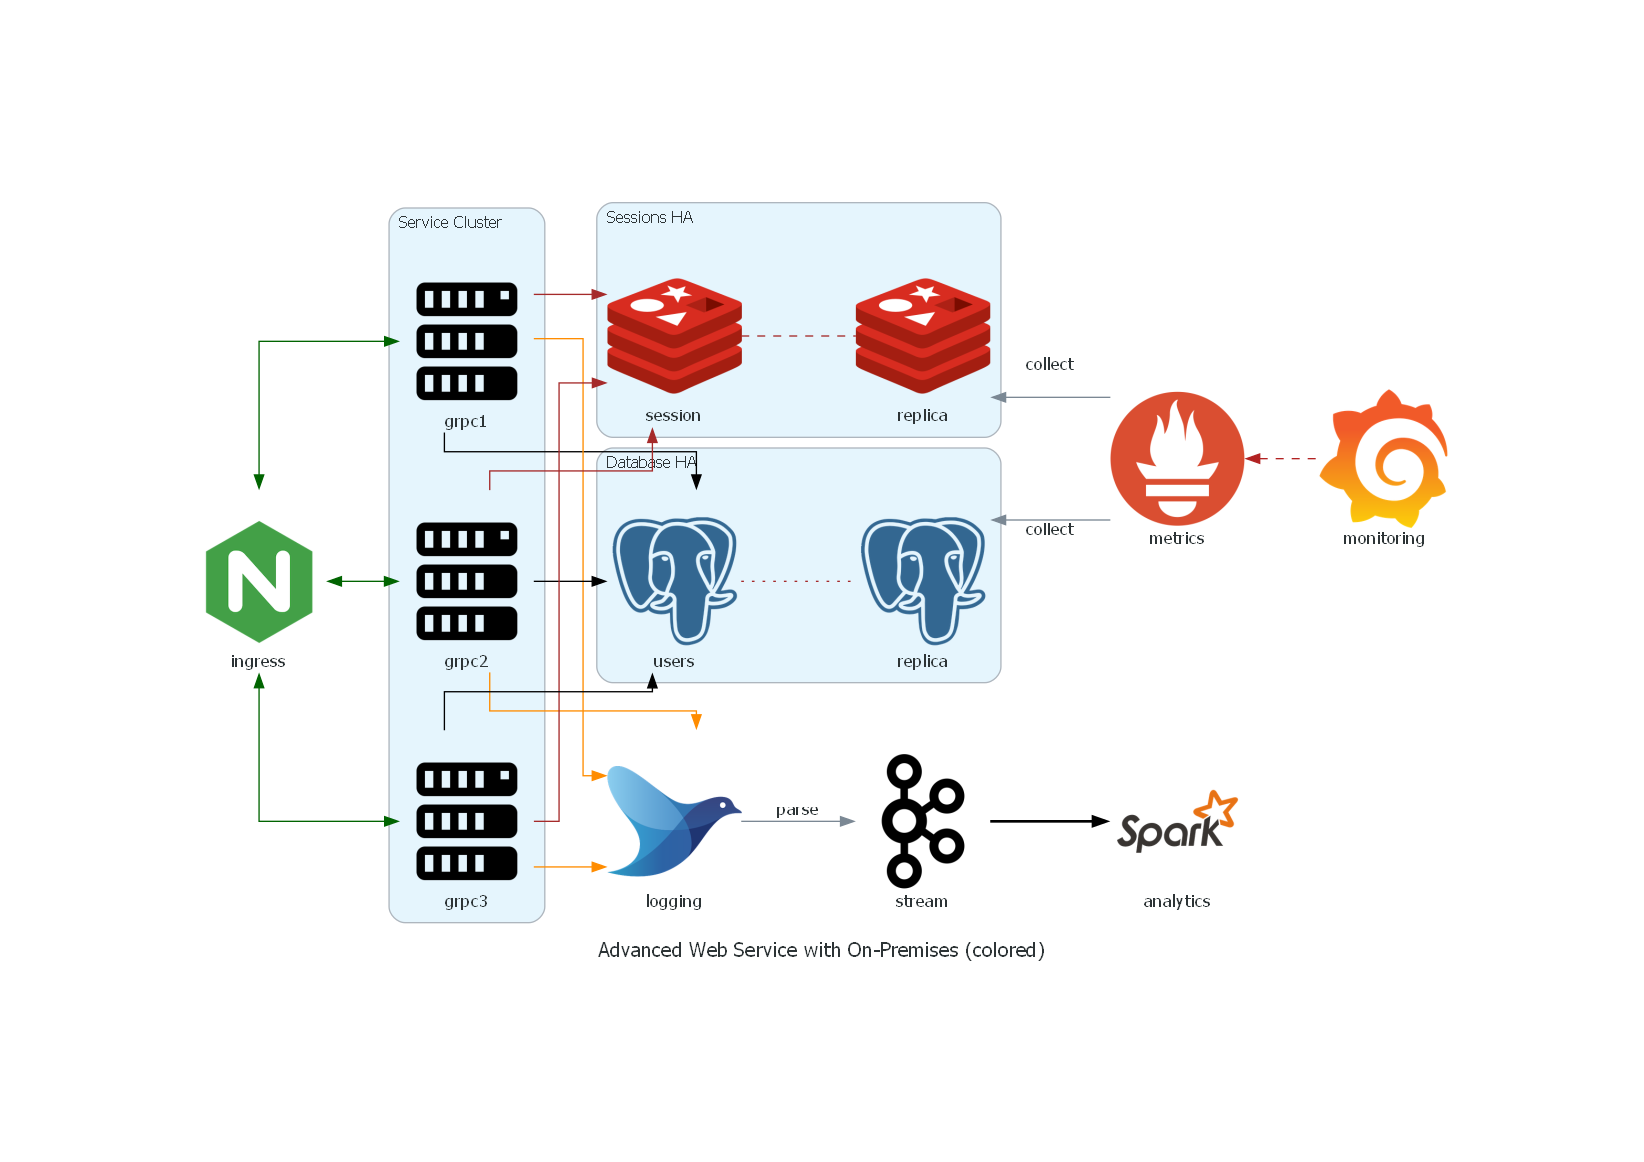 Service Cluster
Sessions HA
grpc1
session
replica
collect
Database HA
collect
metrics
monitoring
ingress
grpc2
users
replica
parse
Spark
grpc3
logging
stream
analytics
Advanced Web Service with On-Premises (colored)